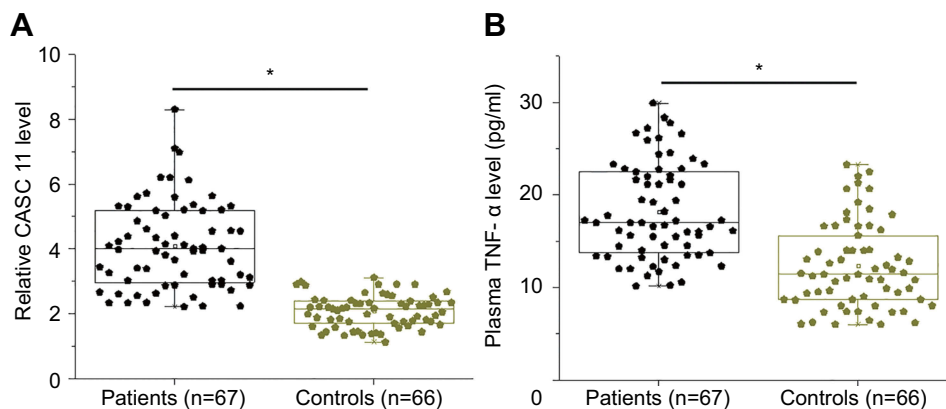 A
Relative CASC 11 level
10
8
6
4
2
0
*
Patients (n=67)
Controls (n=66)
B
Plasma TNF- α level (pg/ml)
30
20
10
0
*
Patients (n=67)
Controls (n=66)